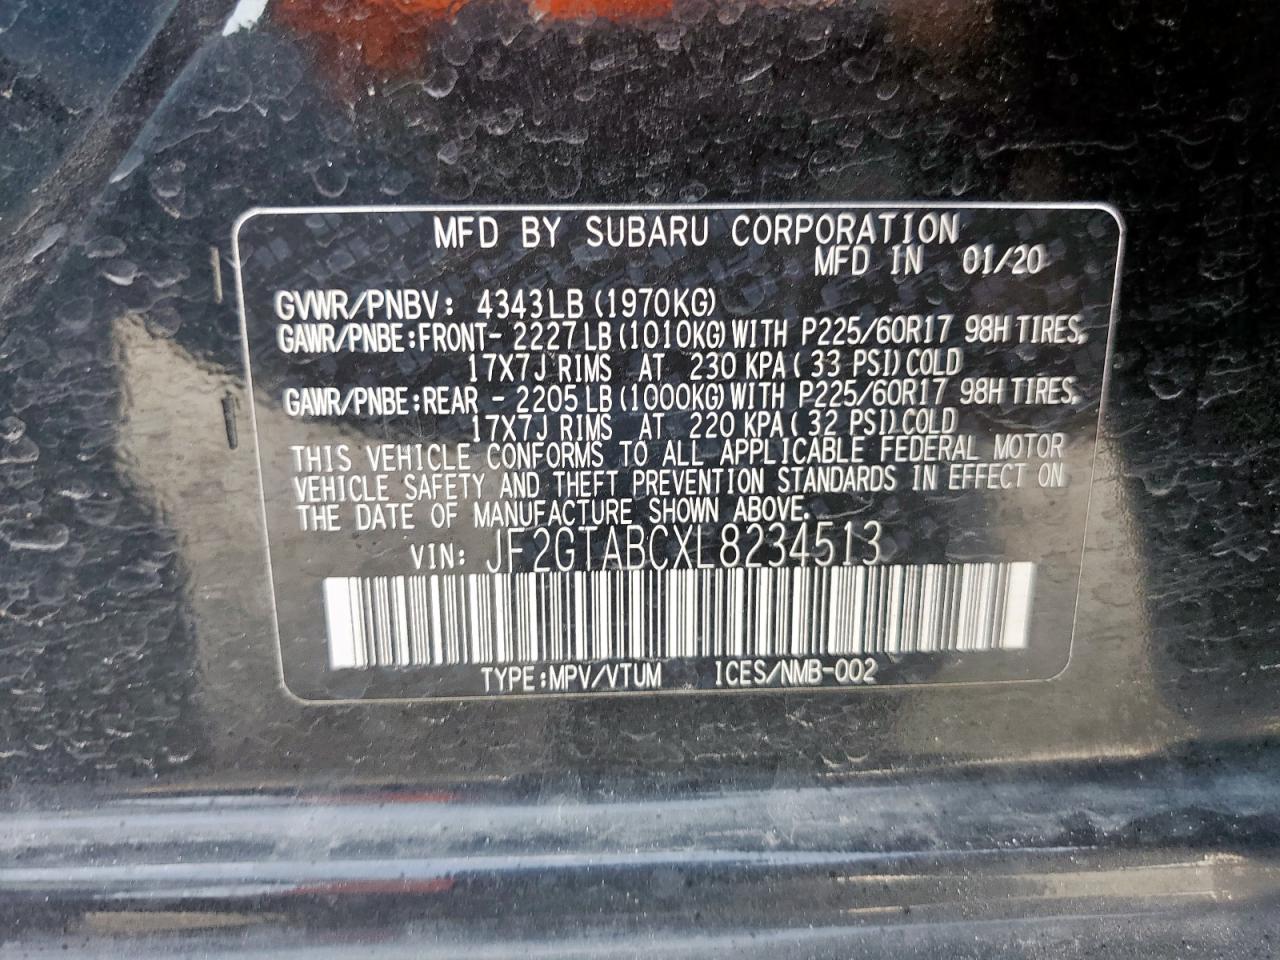 MFD BY SUBARU CORPORATION
MFD IN 01/20
GVWR/PNBV: 4343LB (1970KG)
GAWR/PNBE:FRONT- 2227LB (1010KG) WITH P225/60R17 98H TIRES,
17X7J RIMS AT 230 KPA( 33 PSI) COLD
GAWR/PNBE:REAR - 2205LB (1000KG) WITH P225/60R17 98H TIRES,
17X7J RIMS AT 220 KPA( 32 PSI) COLD
THIS VEHICLE CONFORMS TO ALL APPLICABLE FEDERAL MOTOR
VEHICLE SAFETY AND THEFT PREVENTION STANDARDS IN EFFECT ON
THE DATE OF MANUFACTURE SHOWN ABOVE.
VIN: JF2GTABCXL8234513
TYPE:MPV/VTUM ICES/NMB-002